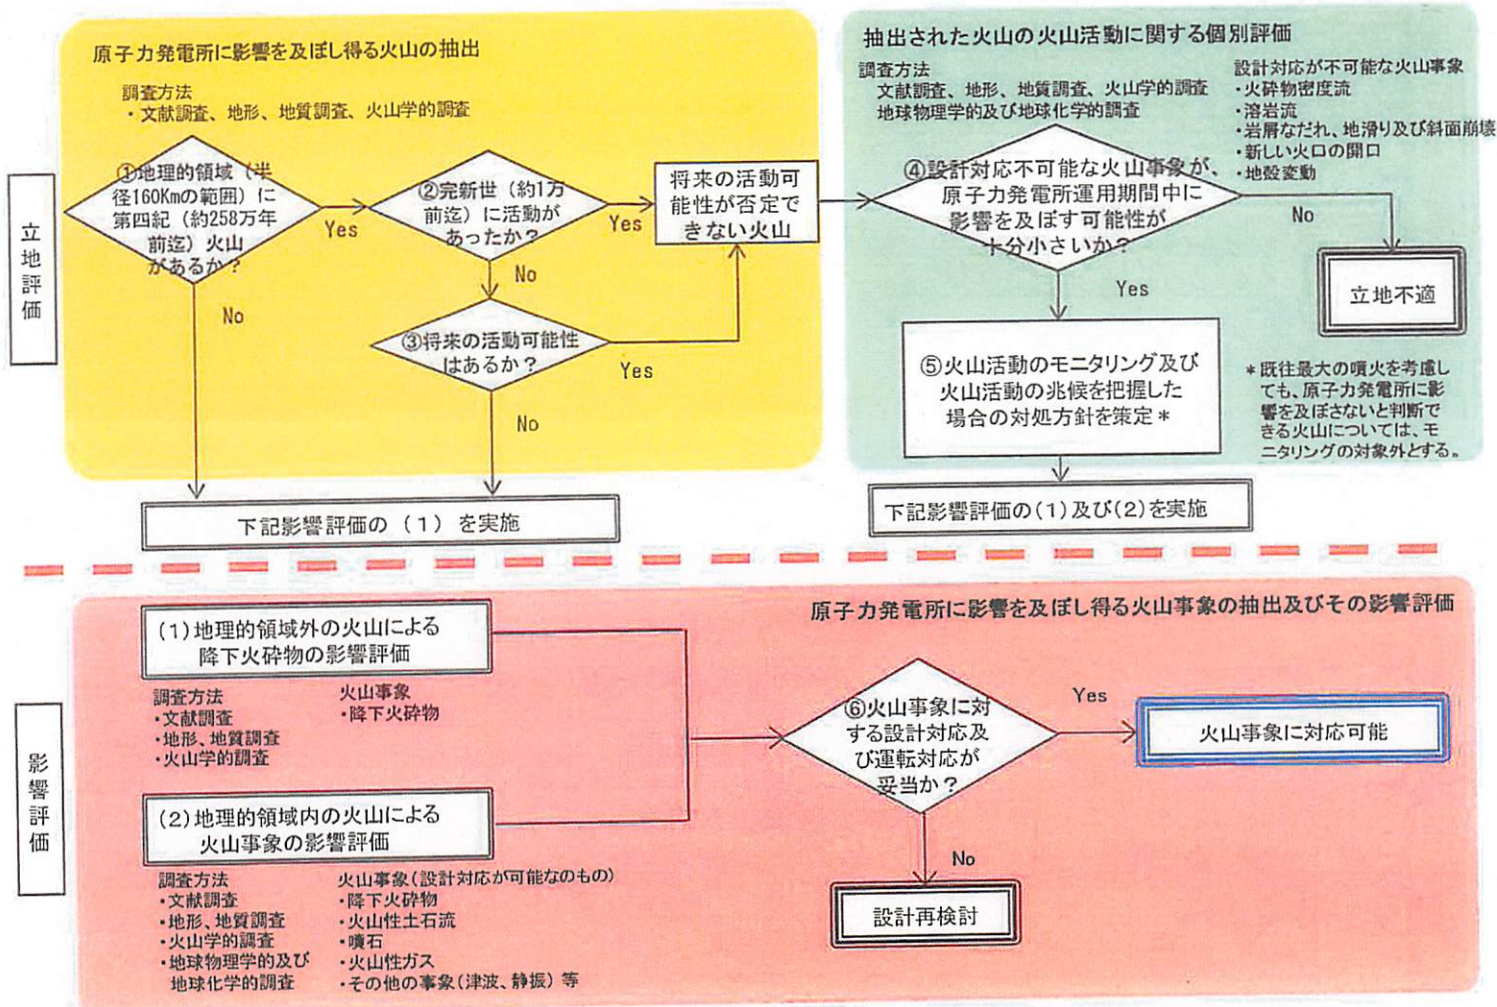 原子力発電所に影響を及ぼし得る火山の抽出
調査方法
・文献調査、地形、地質調査、火山学的調査
立地評価
①地理的領域（半
径160Kmの範囲）に
第四紀（約258万年
前迄）火山
があるか？
Yes
No
②完新世（約1万
前迄）に活動が
あったか？
Yes
No
③将来の活動可能性
はあるか？
Yes
No
将来の活動可
能性が否定で
きない火山
下記影響評価の（1）を実施
抽出された火山の火山活動に関する個別評価
調査方法
文献調査、地形、地質調査、火山学的調査
地球物理学的及び地球化学的調査
設計対応が不可能な火山事象
・火砕物密度流
・溶岩流
・岩屑なだれ、地滑り及び斜面崩壊
・新しい火口の開口
・地殻変動
④設計対応不可能な火山事象が、
原子力発電所運用期間中に
影響を及ぼす可能性が
十分小さいか？
No
Yes
立地不適
⑤火山活動のモニタリング及び
火山活動の兆候を把握した
場合の対処方針を策定＊
＊既往最大の噴火を考慮し
ても、原子力発電所に影
響を及ぼさないと判断で
きる火山については、モ
ニタリングの対象外とする。
下記影響評価の(1)及び(2)を実施
影響評価
原子力発電所に影響を及ぼし得る火山事象の抽出及びその影響評価
(1)地理的領域外の火山による
降下火砕物の影響評価
調査方法
・文献調査
・地形、地質調査
・火山学的調査
火山事象
・降下火砕物
(2)地理的領域内の火山による
火山事象の影響評価
調査方法
・文献調査
・地形、地質調査
・火山学的調査
・地球物理学的及び
地球化学的調査
火山事象(設計対応が可能なのもの)
・降下火砕物
・火山性土石流
・噴石
・火山性ガス
・その他の事象(津波、静振)等
⑥火山事象に対
する設計対応及
び運転対応が
妥当か？
Yes
No
火山事象に対応可能
設計再検討